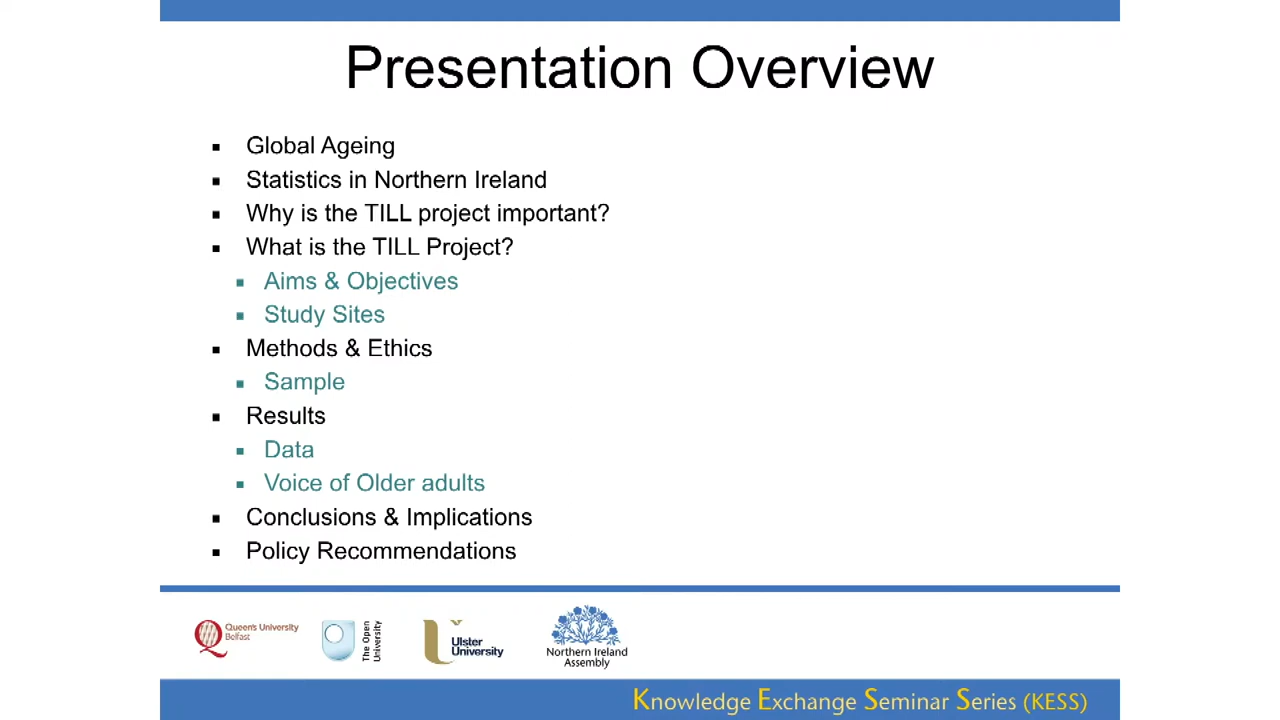 Presentation Overview
Global Ageing
Statistics in Northern Ireland
Why is the TILL project important?
What is the TILL Project?
Aims & Objectives
Study Sites
Methods & Ethics
Sample
Results
Data
Voice of Older adults
Conclusions & Implications
Policy Recommendations
Queen's University
Belfast
The Open
University
Ulster
University
Northern Ireland
Assembly
Knowledge Exchange Seminar Series (KESS)